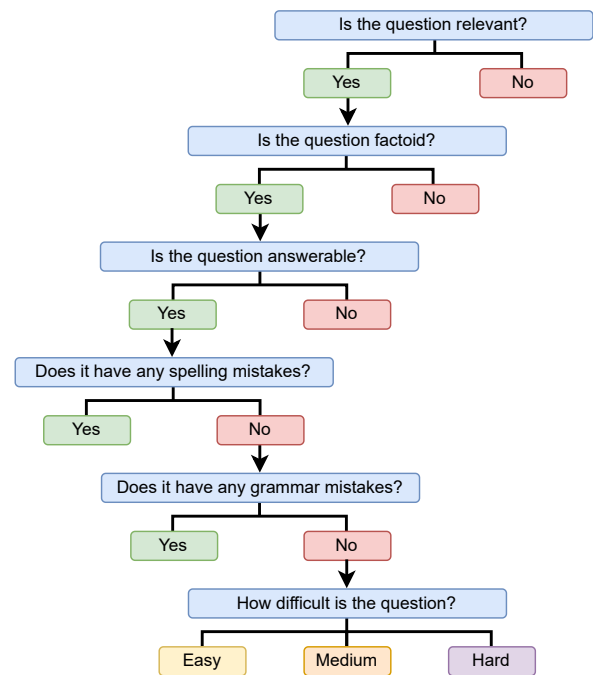 Is the question relevant?
Yes
No
Is the question factoid?
Yes
No
Is the question answerable?
Yes
No
Does it have any spelling mistakes?
Yes
No
Does it have any grammar mistakes?
Yes
No
How difficult is the question?
Easy
Medium
Hard